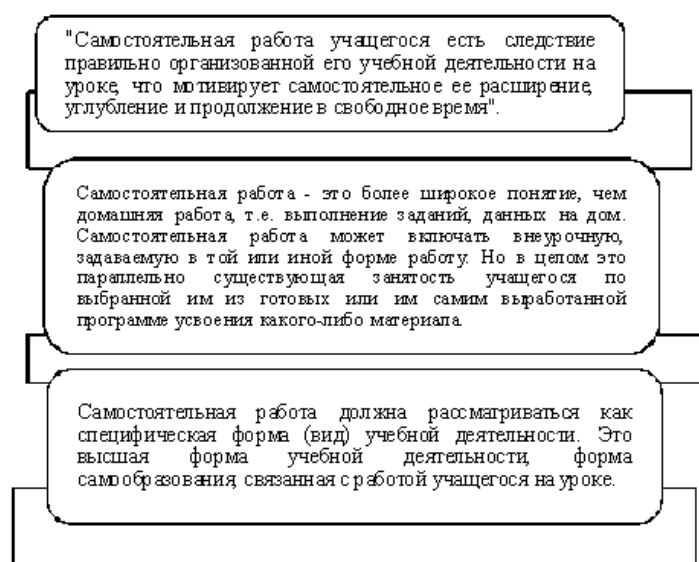 "Самостоятельная работа учащегося есть следствие
правильно организованной его учебной деятельности на
уроке, что мотивирует самостоятельное ее расширение,
углубление и продолжение в свободное время".
Самостоятельная работа - это более широкое понятие, чем
домашняя работа, т.е. выполнение заданий, данных на дом.
Самостоятельная работа может включать внеурочную,
задаваемую в той или иной форме работу. Но в целом это
параллельно существующая занятость учащегося по
выбранной им из готовых или им самим выработанной
программе усвоения какого-либо материала.
Самостоятельная работа должна рассматриваться как
специфическая форма (вид) учебной деятельности. Это
высшая форма учебной деятельности, форма
самообразования, связанная с работой учащегося на уроке.